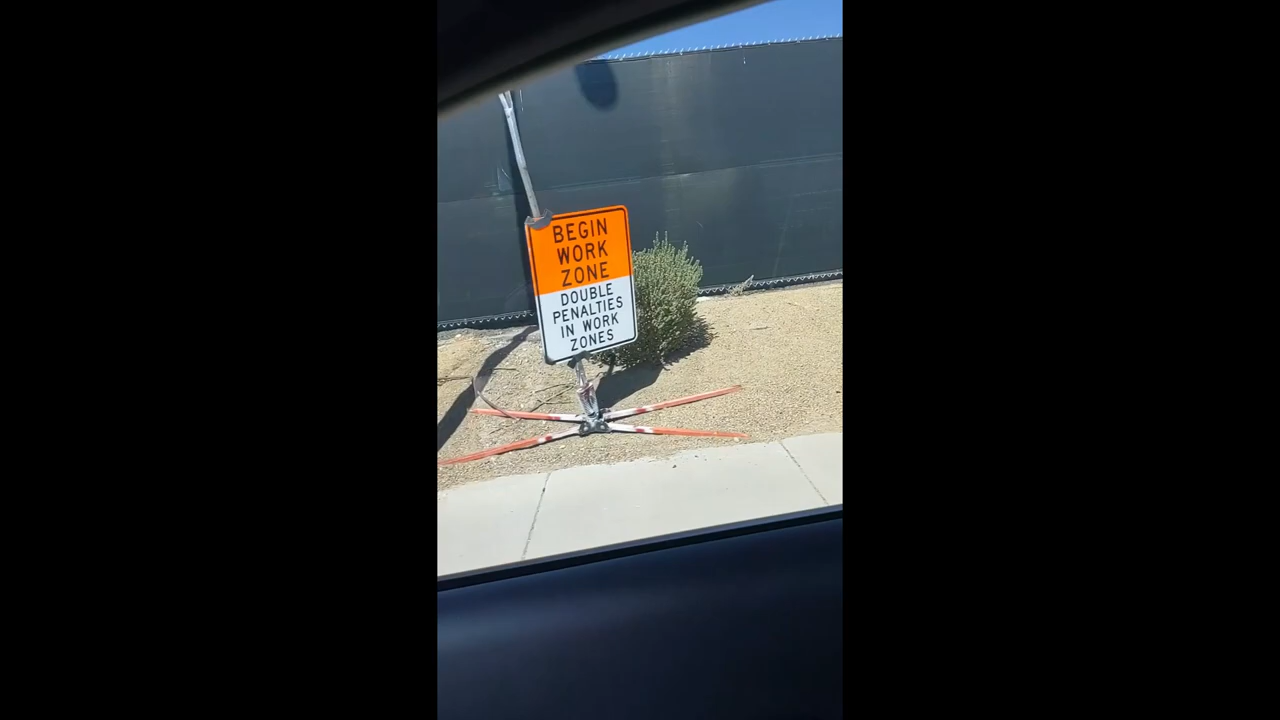 BEGIN
WORK
ZONE
DOUBLE
PENALTIES
IN WORK
ZONES